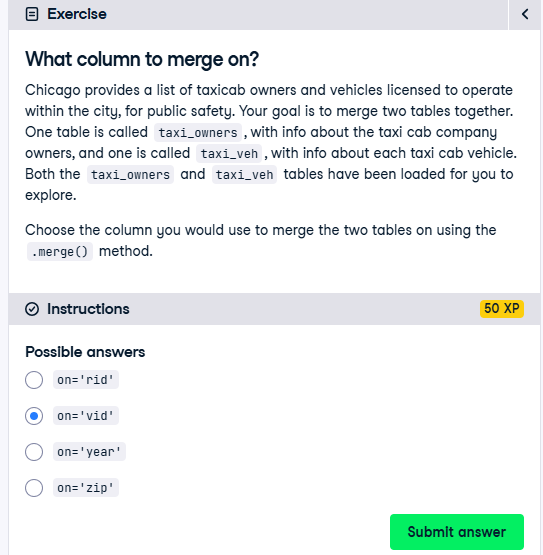 Exercise
What column to merge on?
Chicago provides a list of taxicab owners and vehicles licensed to operate
within the city, for public safety. Your goal is to merge two tables together.
One table is called taxi_owners, with info about the taxi cab company
owners, and one is called taxi_veh, with info about each taxi cab vehicle.
Both the taxi_owners and taxi_veh tables have been loaded for you to
explore.
Choose the column you would use to merge the two tables on using the
.merge() method.
Instructions
50 XP
Possible answers
on='rid'
on='vid'
on='year'
on='zip'
Submit answer